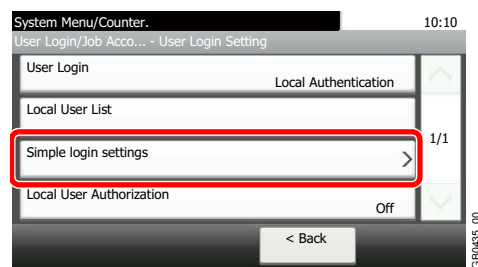 System Menu/Counter.
10:10
User Login/Job Acco... - User Login Setting
User Login
Local Authentication
Local User List
1/1
Simple login settings
Local User Authorization
Off
< Back
GB0435_00